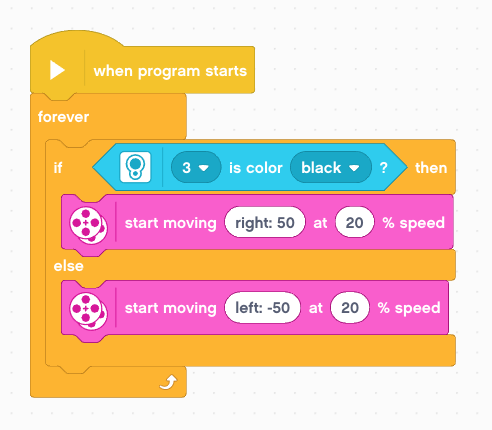 when program starts
forever
if 3 is color black ? then
start moving right: 50 at 20 % speed
else
start moving left: -50 at 20 % speed